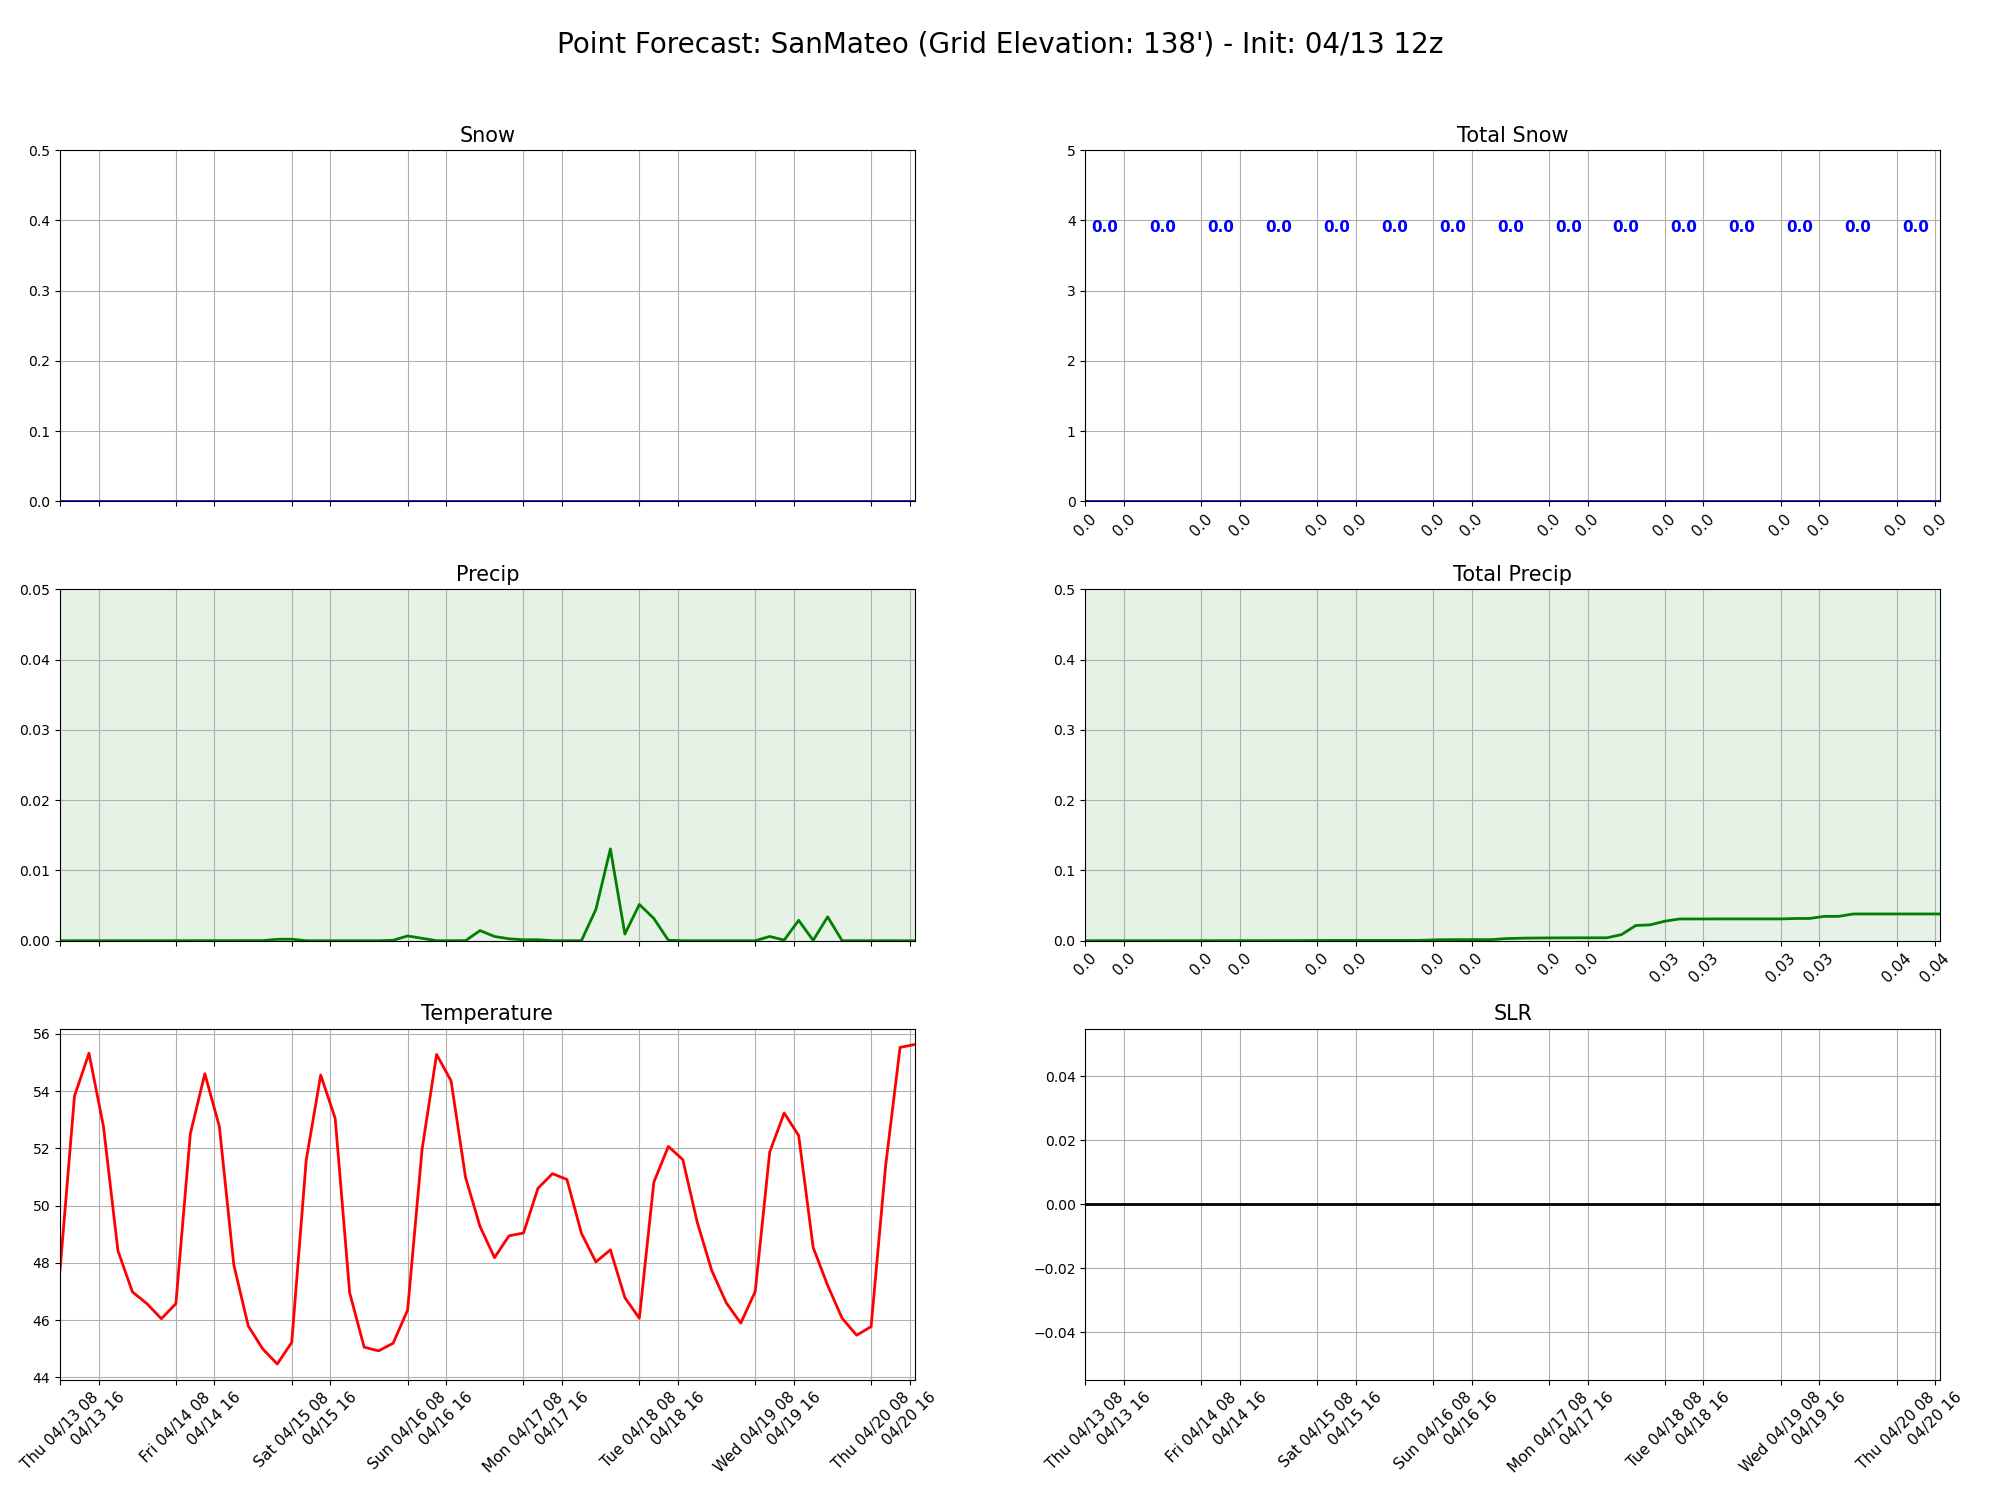 Point Forecast: SanMateo (Grid Elevation: 138') - Init: 04/13 12z
Snow
0.5
0.4
0.3
0.2
0.1
0.0
Total Snow
5
4
3
2
1
0
0.0 0.0 0.0 0.0 0.0 0.0 0.0 0.0 0.0 0.0 0.0 0.0 0.0 0.0 0.0
0.0 0.0 0.0 0.0 0.0 0.0 0.0 0.0 0.0 0.0 0.0 0.0 0.0 0.0 0.0 0.0
Precip
0.05
0.04
0.03
0.02
0.01
0.00
Total Precip
0.5
0.4
0.3
0.2
0.1
0.0
0.0 0.0 0.0 0.0 0.0 0.0 0.0 0.0 0.0 0.0 0.03 0.03 0.03 0.03 0.04 0.04
Temperature
56
54
52
50
48
46
44
Thu 04/13 08
04/13 16
Fri 04/14 08
04/14 16
Sat 04/15 08
04/15 16
Sun 04/16 08
04/16 16
Mon 04/17 08
04/17 16
Tue 04/18 08
04/18 16
Wed 04/19 08
04/19 16
Thu 04/20 08
04/20 16
SLR
0.04
0.02
0.00
−0.02
−0.04
Thu 04/13 08
04/13 16
Fri 04/14 08
04/14 16
Sat 04/15 08
04/15 16
Sun 04/16 08
04/16 16
Mon 04/17 08
04/17 16
Tue 04/18 08
04/18 16
Wed 04/19 08
04/19 16
Thu 04/20 08
04/20 16